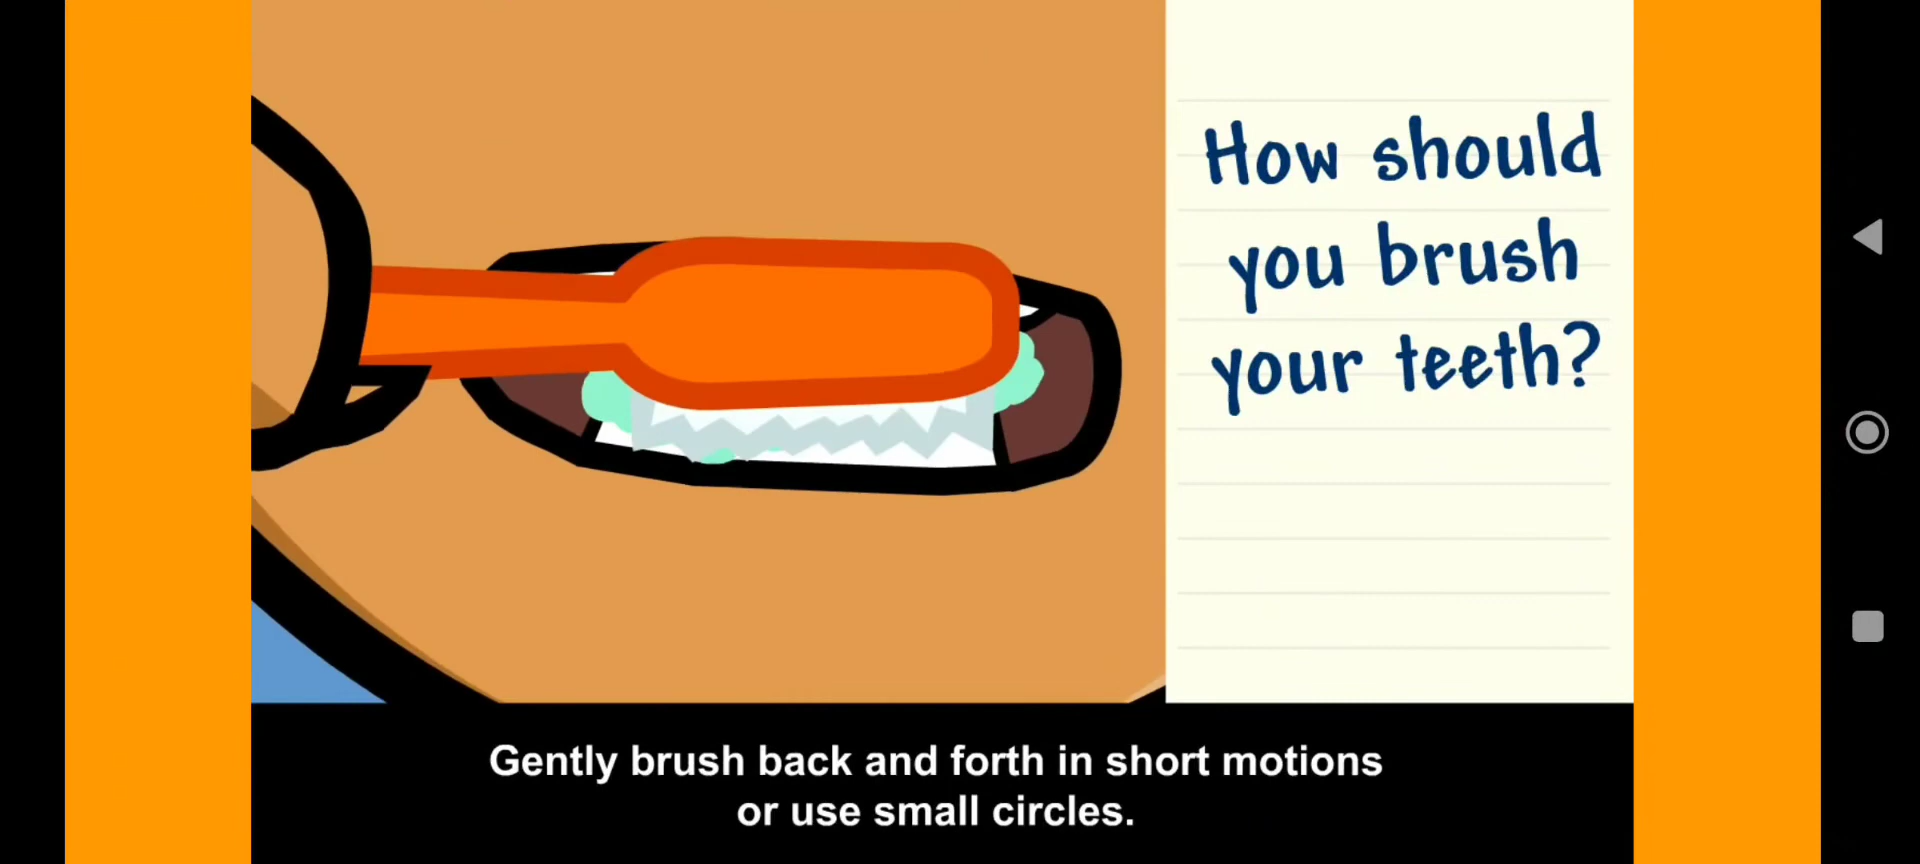 How should
you brush
your teeth?
Gently brush back and forth in short motions
or use small circles.